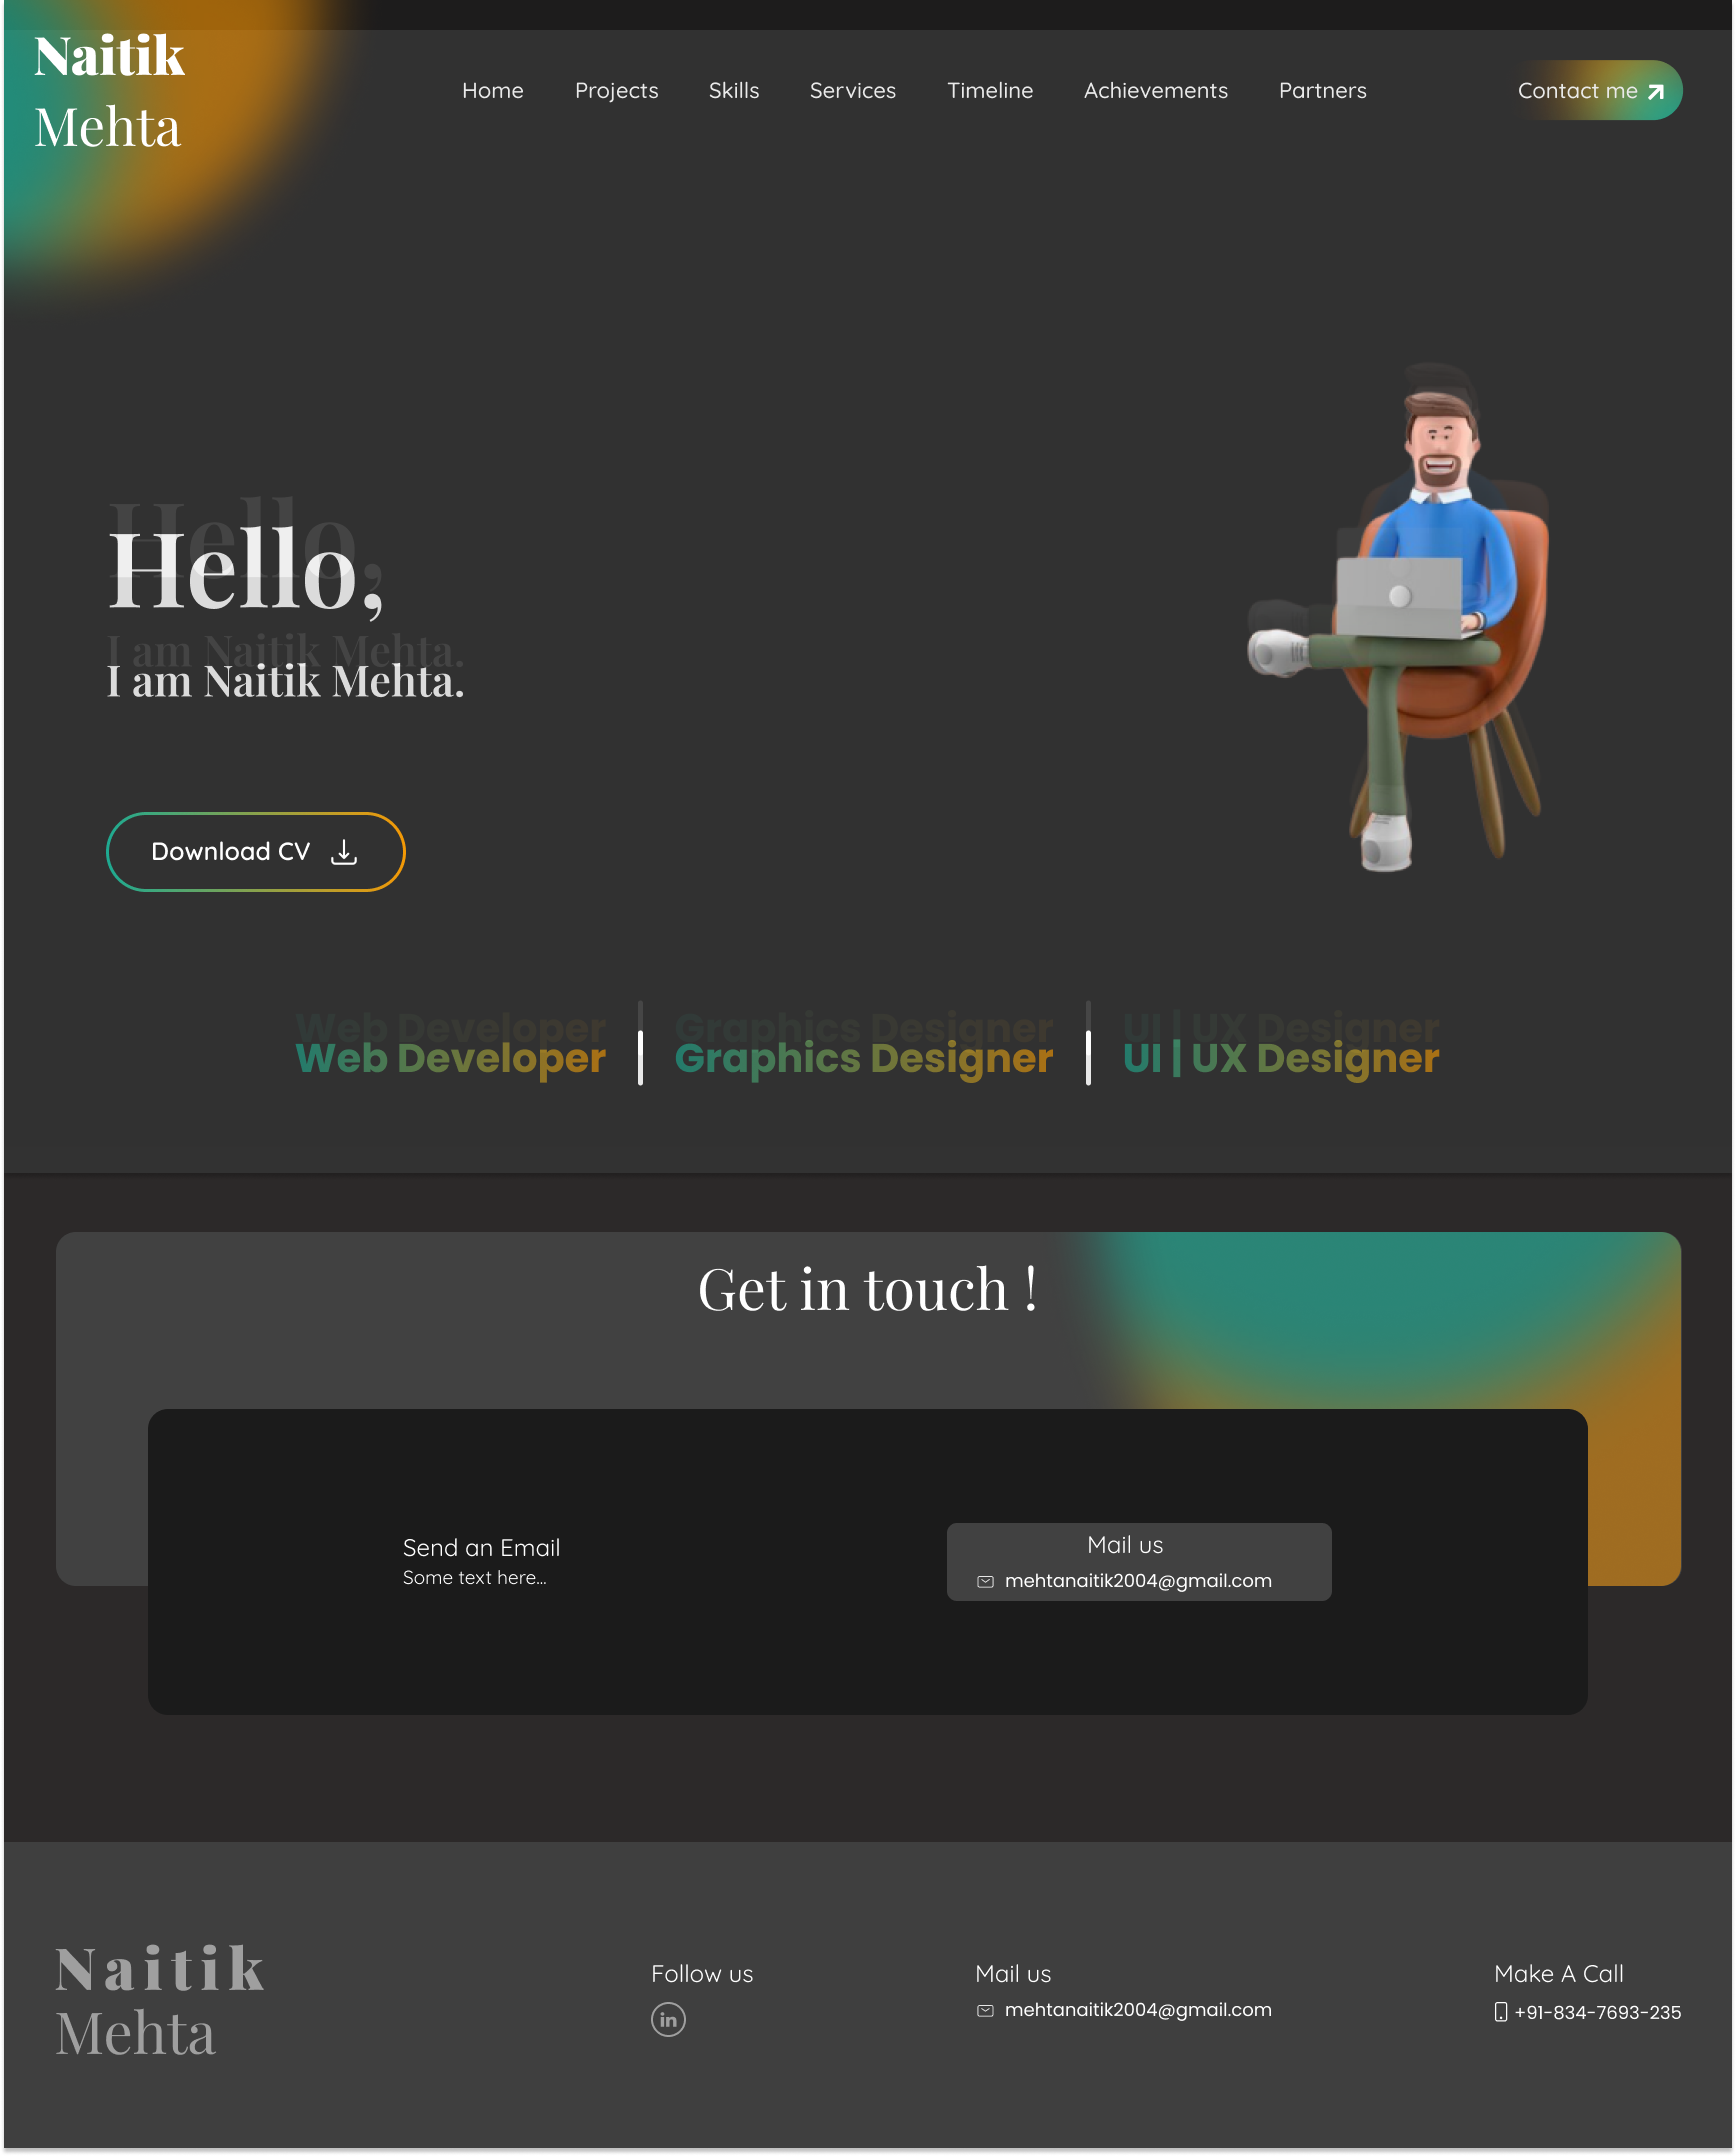 Naitik
Mehta
Home Projects Skills Services Timeline Achievements Partners Contact me
Hello,
Hello,
I am Naitik Mehta.
I am Naitik Mehta.
Download CV
Web Developer Graphics Designer UI | UX Designer
Web Developer Graphics Designer UI | UX Designer
Get in touch !
Send an Email
Some text here...
Mail us
mehtanaitik2004@gmail.com
Naitik
Mehta
Follow us
in
Mail us
mehtanaitik2004@gmail.com
Make A Call
+91-834-7693-235